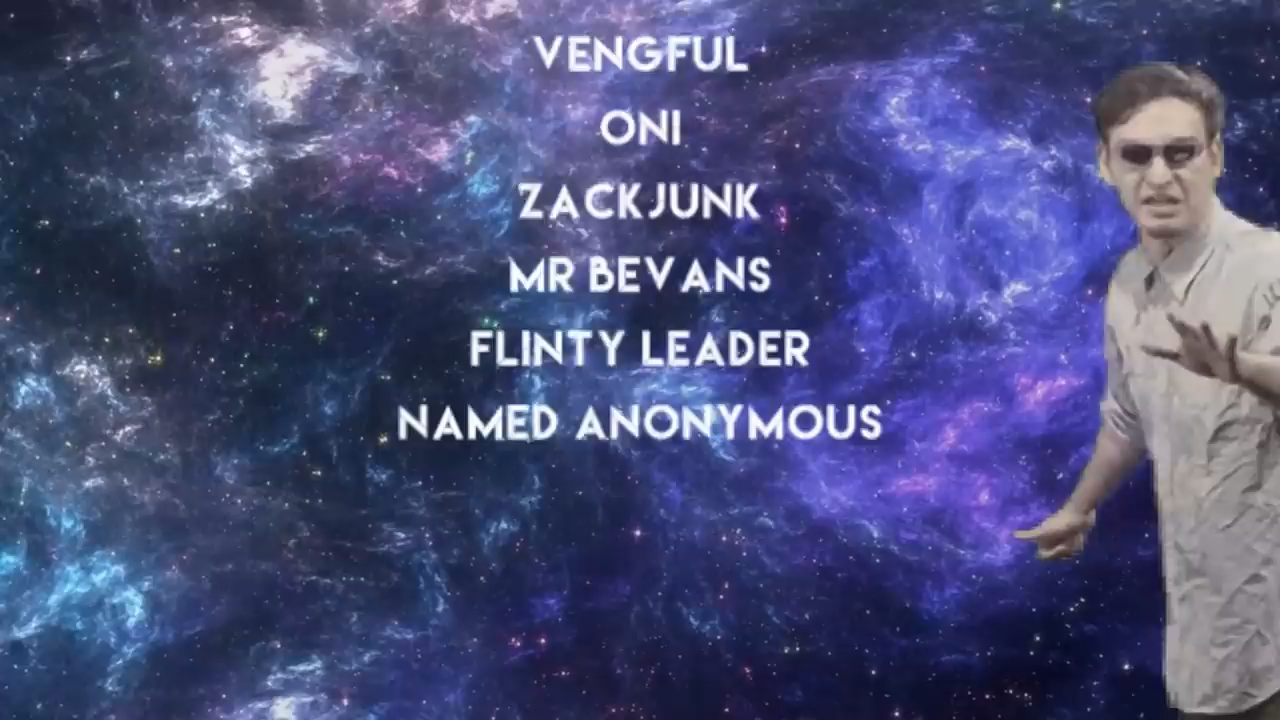 VENGFUL
ONI
ZACKJUNK
MR BEVANS
FLINTY LEADER
NAMED ANONYMOUS